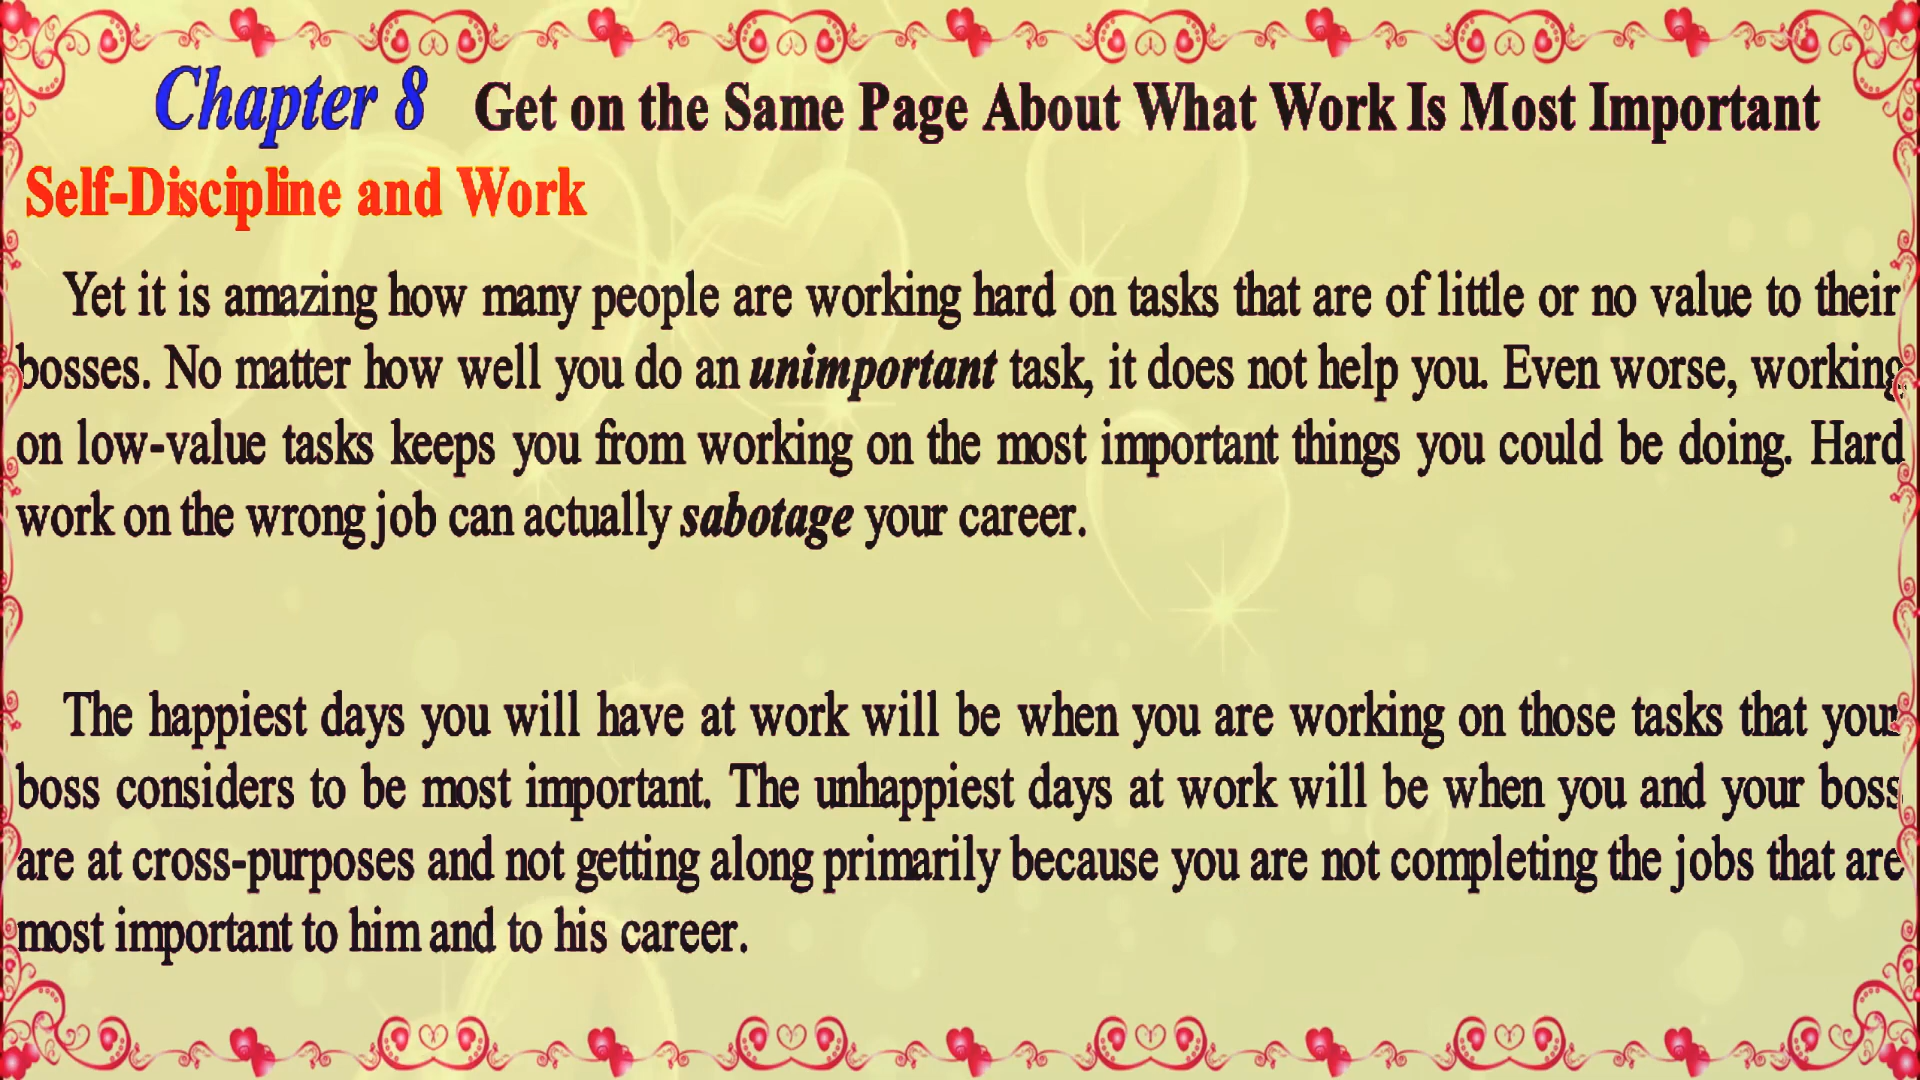 Chapter 8 Get on the Same Page About What Work Is Most Important
Self-Discipline and Work
Yet it is amazing how many people are working hard on tasks that are of little or no value to their
bosses. No matter how well you do an unimportant task, it does not help you. Even worse, working
on low-value tasks keeps you from working on the most important things you could be doing. Hard
work on the wrong job can actually sabotage your career.
The happiest days you will have at work will be when you are working on those tasks that your
boss considers to be most important. The unhappiest days at work will be when you and your boss
are at cross-purposes and not getting along primarily because you are not completing the jobs that are
most important to him and to his career.